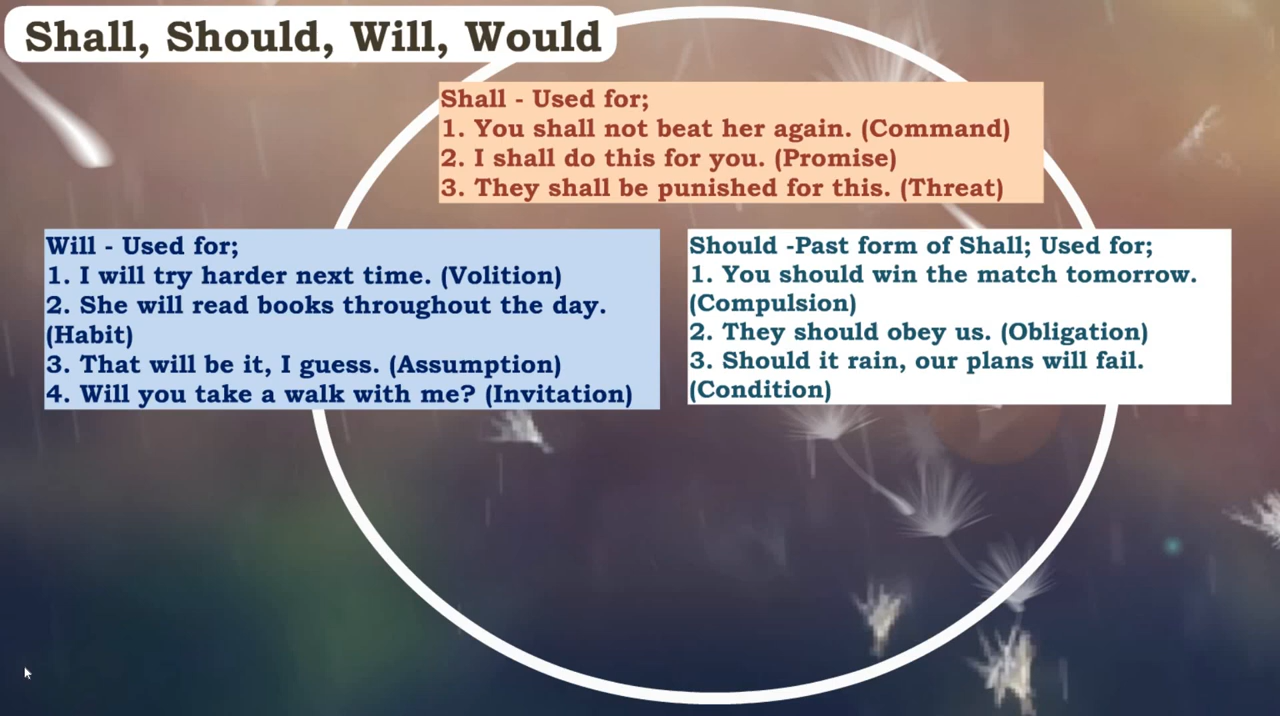 Shall, Should, Will, Would
Shall - Used for;
1. You shall not beat her again. (Command)
2. I shall do this for you. (Promise)
3. They shall be punished for this. (Threat)
Will - Used for;
1. I will try harder next time. (Volition)
2. She will read books throughout the day.
(Habit)
3. That will be it, I guess. (Assumption)
4. Will you take a walk with me? (Invitation)
Should -Past form of Shall; Used for;
1. You should win the match tomorrow.
(Compulsion)
2. They should obey us. (Obligation)
3. Should it rain, our plans will fail.
(Condition)